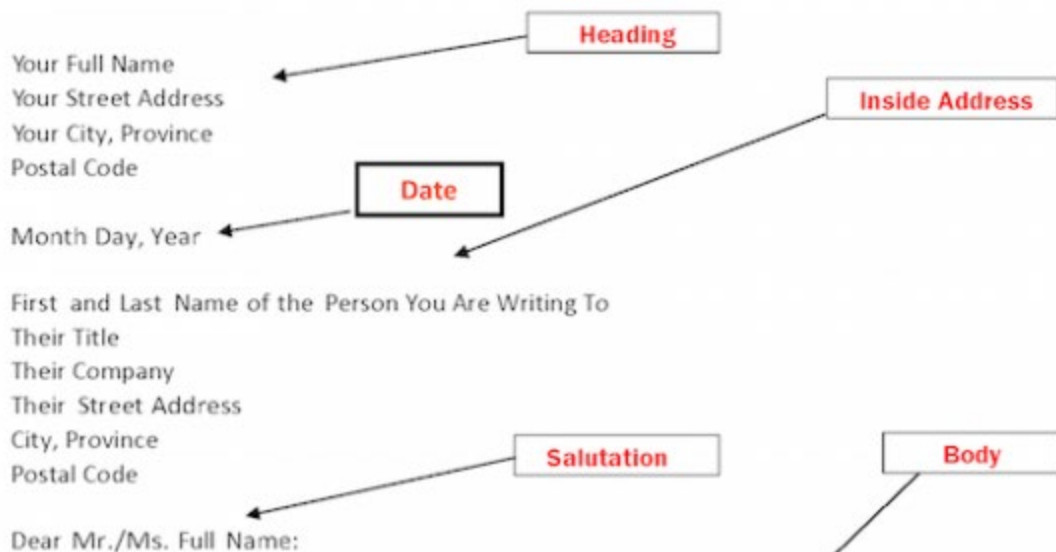 Heading
Your Full Name
Your Street Address
Inside Address
Your City, Province
Postal Code
Date
Month Day, Year
First and Last Name of the Person You Are Writing To
Their Title
Their Company
Their Street Address
City, Province
Salutation
Body
Postal Code
Dear Mr./Ms. Full Name: